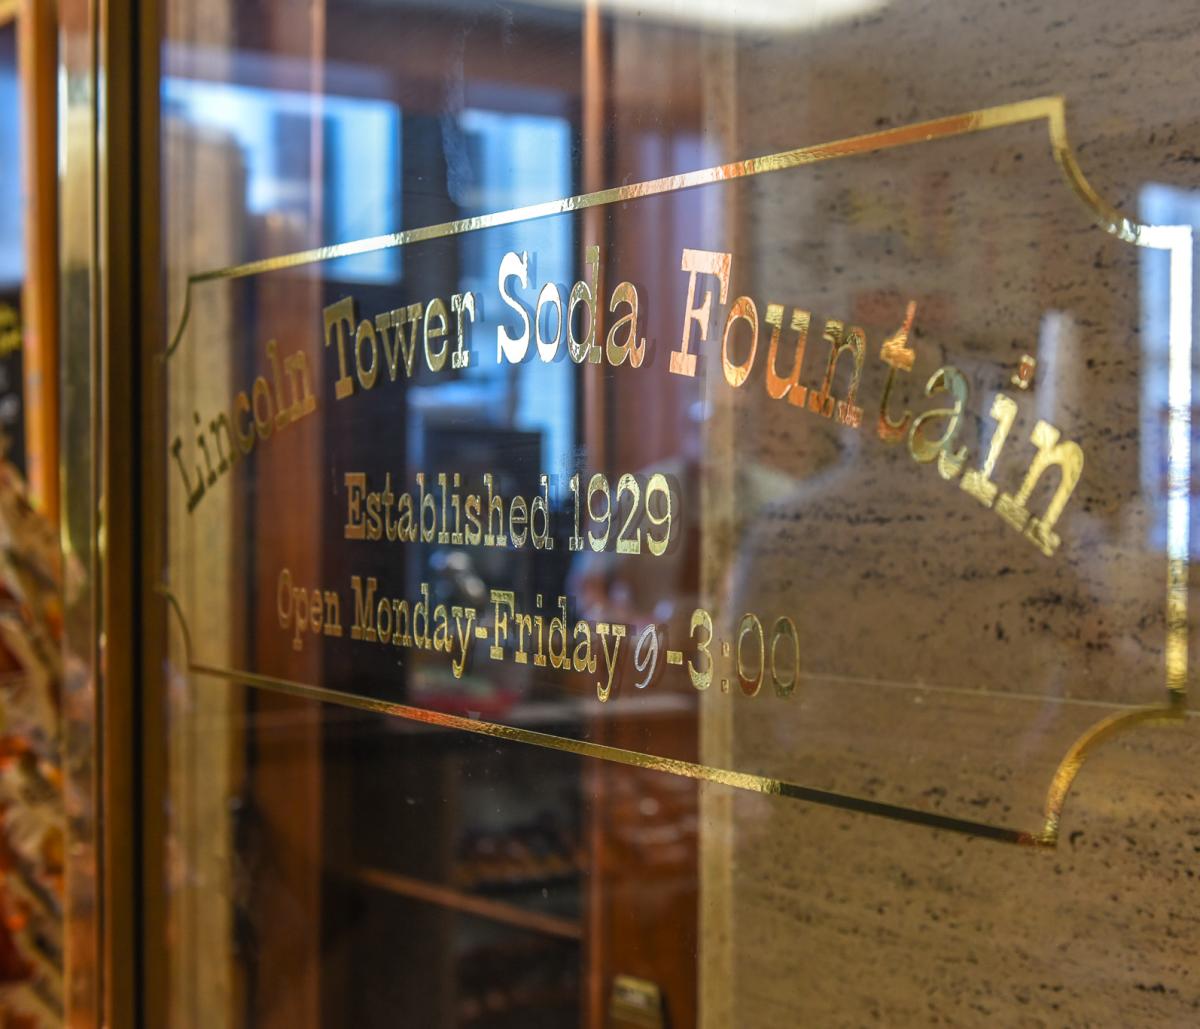 Lincoln Tower Soda Fountain
Established 1929
Open Monday-Friday 9-3:00